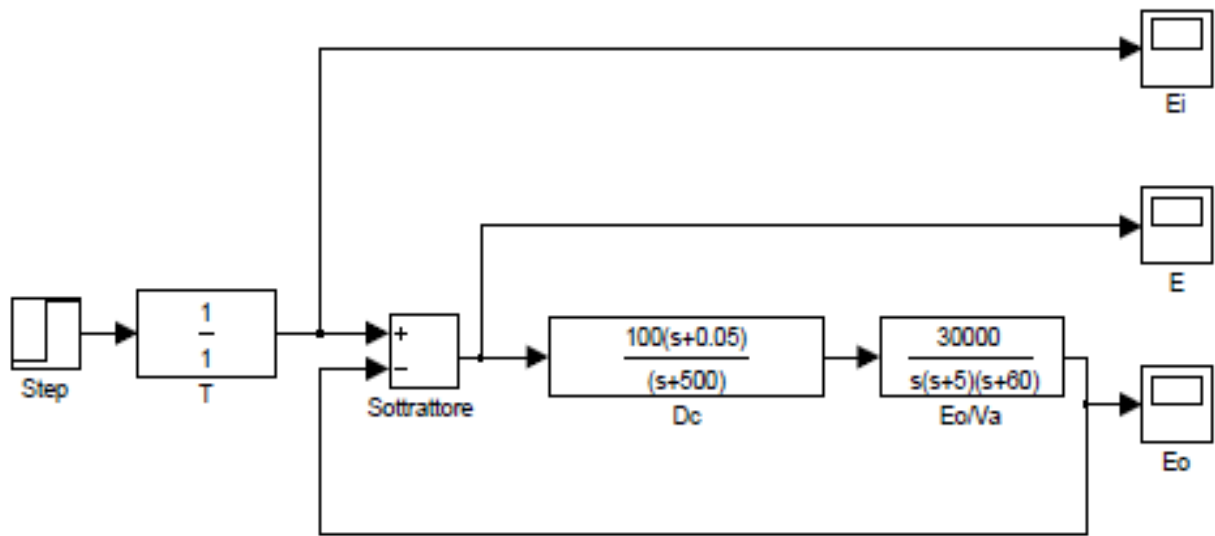 Ei
E
Step
1
1
T
+
−
Sottrattore
100(s+0.05)
(s+500)
Dc
30000
s(s+5)(s+60)
Eo/Va
Eo